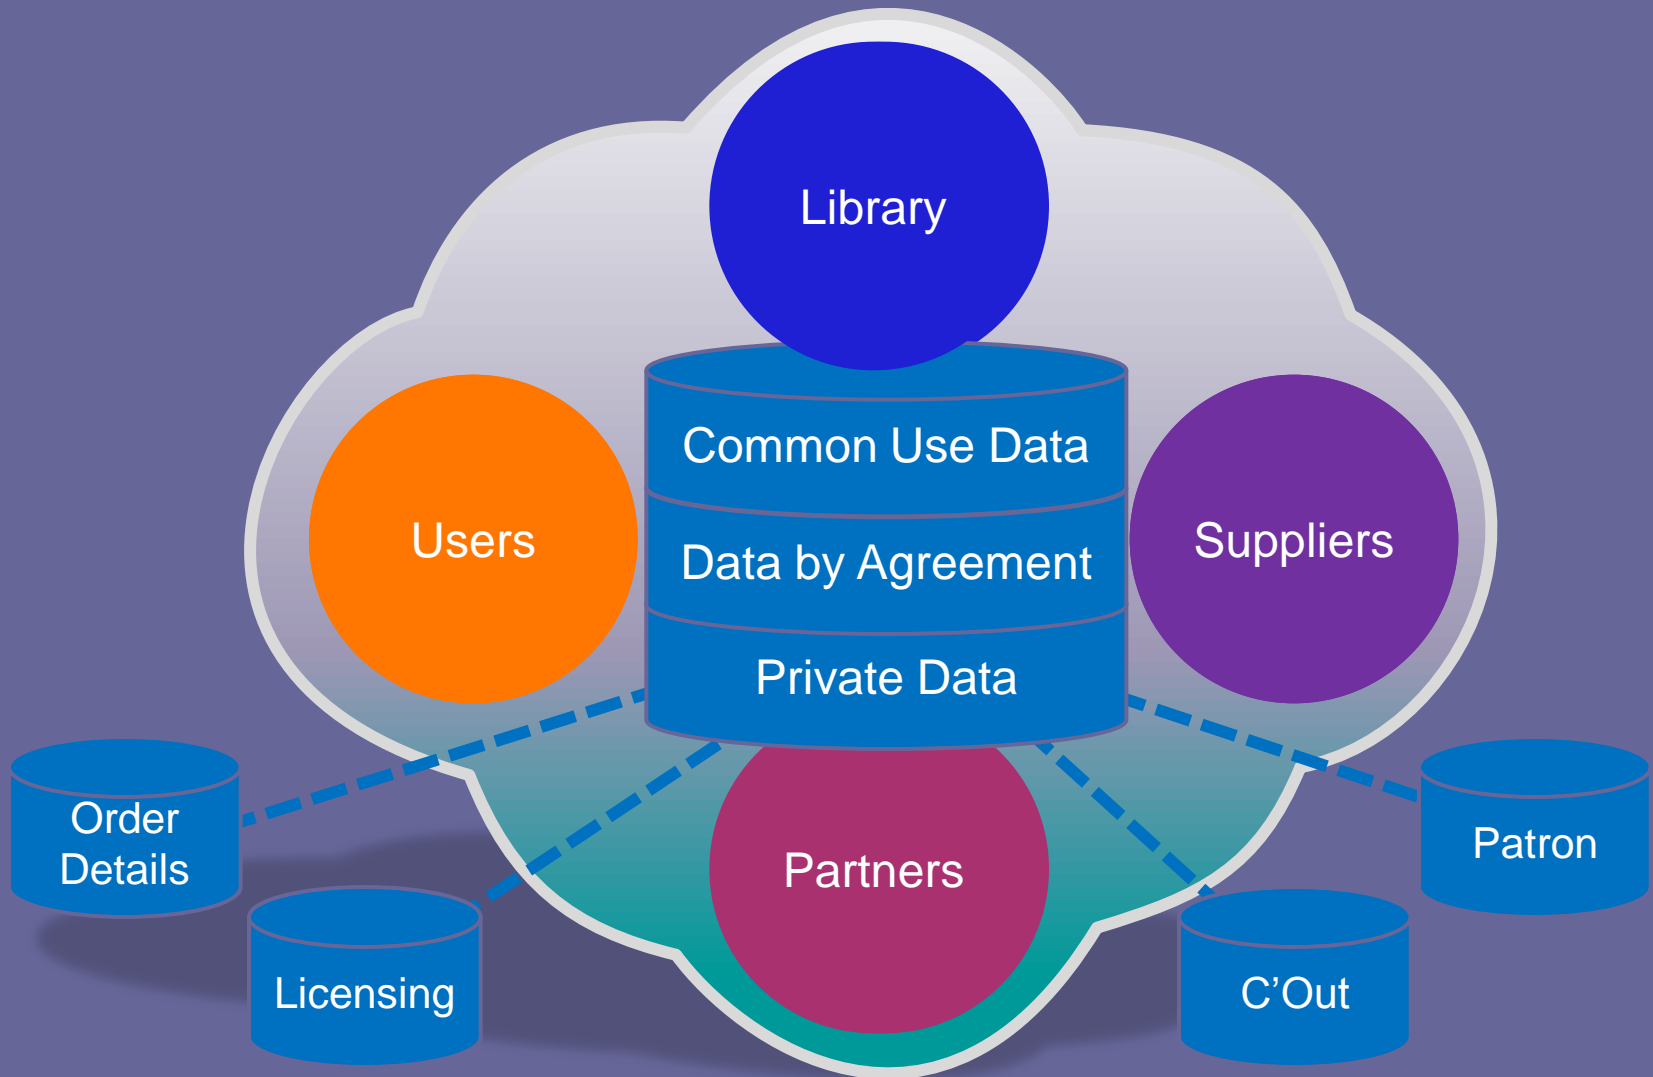 Library
Common Use Data
Users
Data by Agreement
Suppliers
Private Data
Order
Details
Partners
Patron
Licensing
C’Out